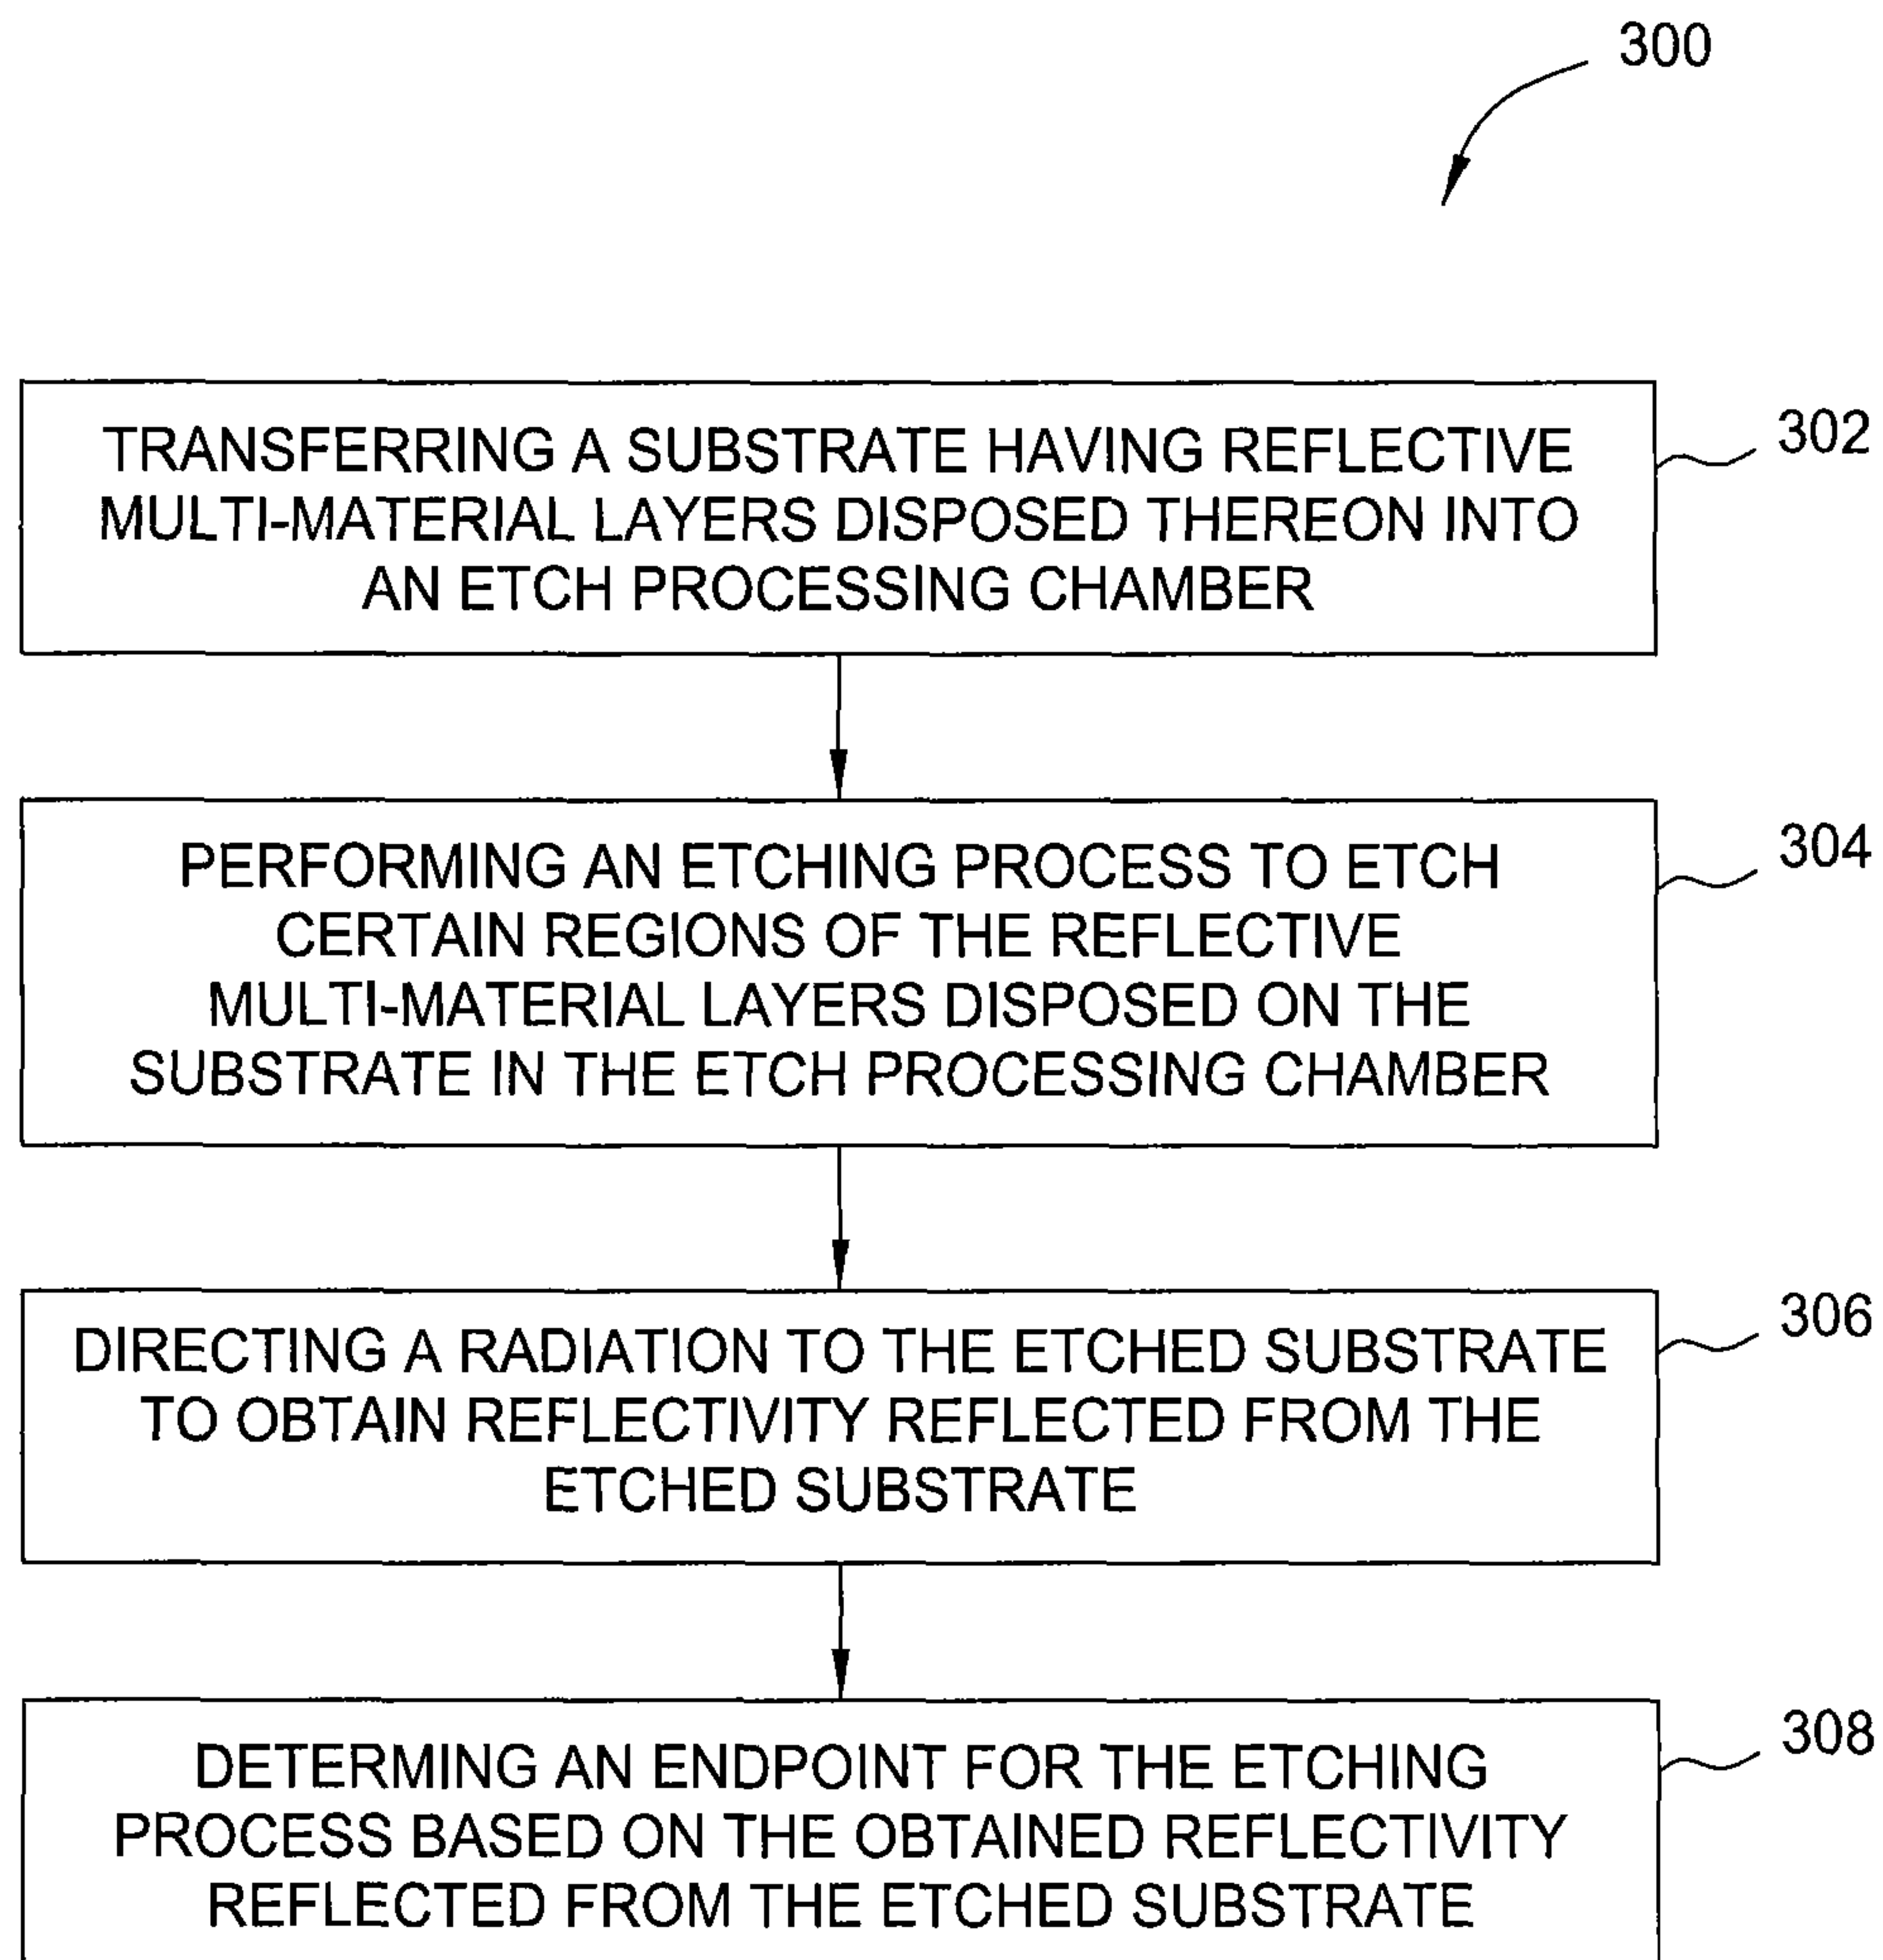 300
TRANSFERRING A SUBSTRATE HAVING REFLECTIVE
MULTI-MATERIAL LAYERS DISPOSED THEREON INTO
AN ETCH PROCESSING CHAMBER
302
PERFORMING AN ETCHING PROCESS TO ETCH
CERTAIN REGIONS OF THE REFLECTIVE
MULTI-MATERIAL LAYERS DISPOSED ON THE
SUBSTRATE IN THE ETCH PROCESSING CHAMBER
304
DIRECTING A RADIATION TO THE ETCHED SUBSTRATE
TO OBTAIN REFLECTIVITY REFLECTED FROM THE
ETCHED SUBSTRATE
306
DETERMING AN ENDPOINT FOR THE ETCHING
PROCESS BASED ON THE OBTAINED REFLECTIVITY
REFLECTED FROM THE ETCHED SUBSTRATE
308